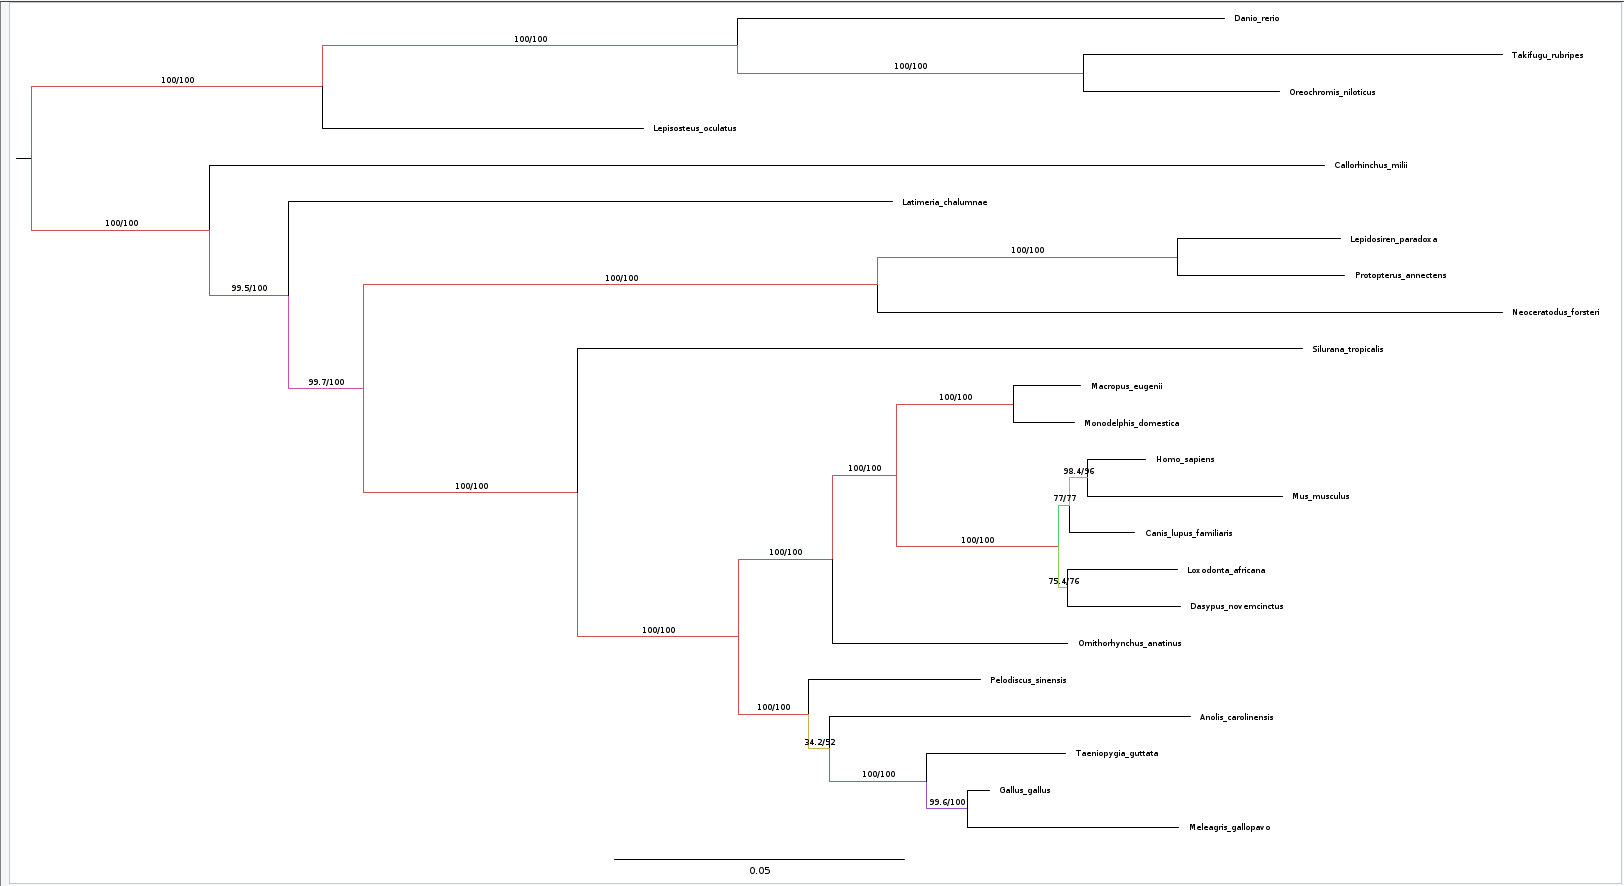 Danio_rerio
100/100
Takifugu_rubripes
100/100
100/100
Oreochromis_niloticus
Lepisosteus_oculatus
Callorhinchus_milii
Latimeria_chalumnae
100/100
Lepidosiren_paradoxa
100/100
Protopterus_annectens
100/100
99.5/100
Neoceratodus_forsteri
Silurana_tropicalis
99.7/100
Macropus_eugenii
100/100
Monodelphis_domestica
Homo_sapiens
100/100
98.4/96
100/100
Mus_musculus
77/77
Canis_lupus_familiaris
100/100
100/100
Loxodonta_africana
75.4/76
Dasypus_novemcinctus
100/100
Ornithorhynchus_anatinus
Pelodiscus_sinensis
100/100
Anolis_carolinensis
34.2/52
Taeniopygia_guttata
100/100
Gallus_gallus
99.6/100
Meleagris_gallopavo
0.05